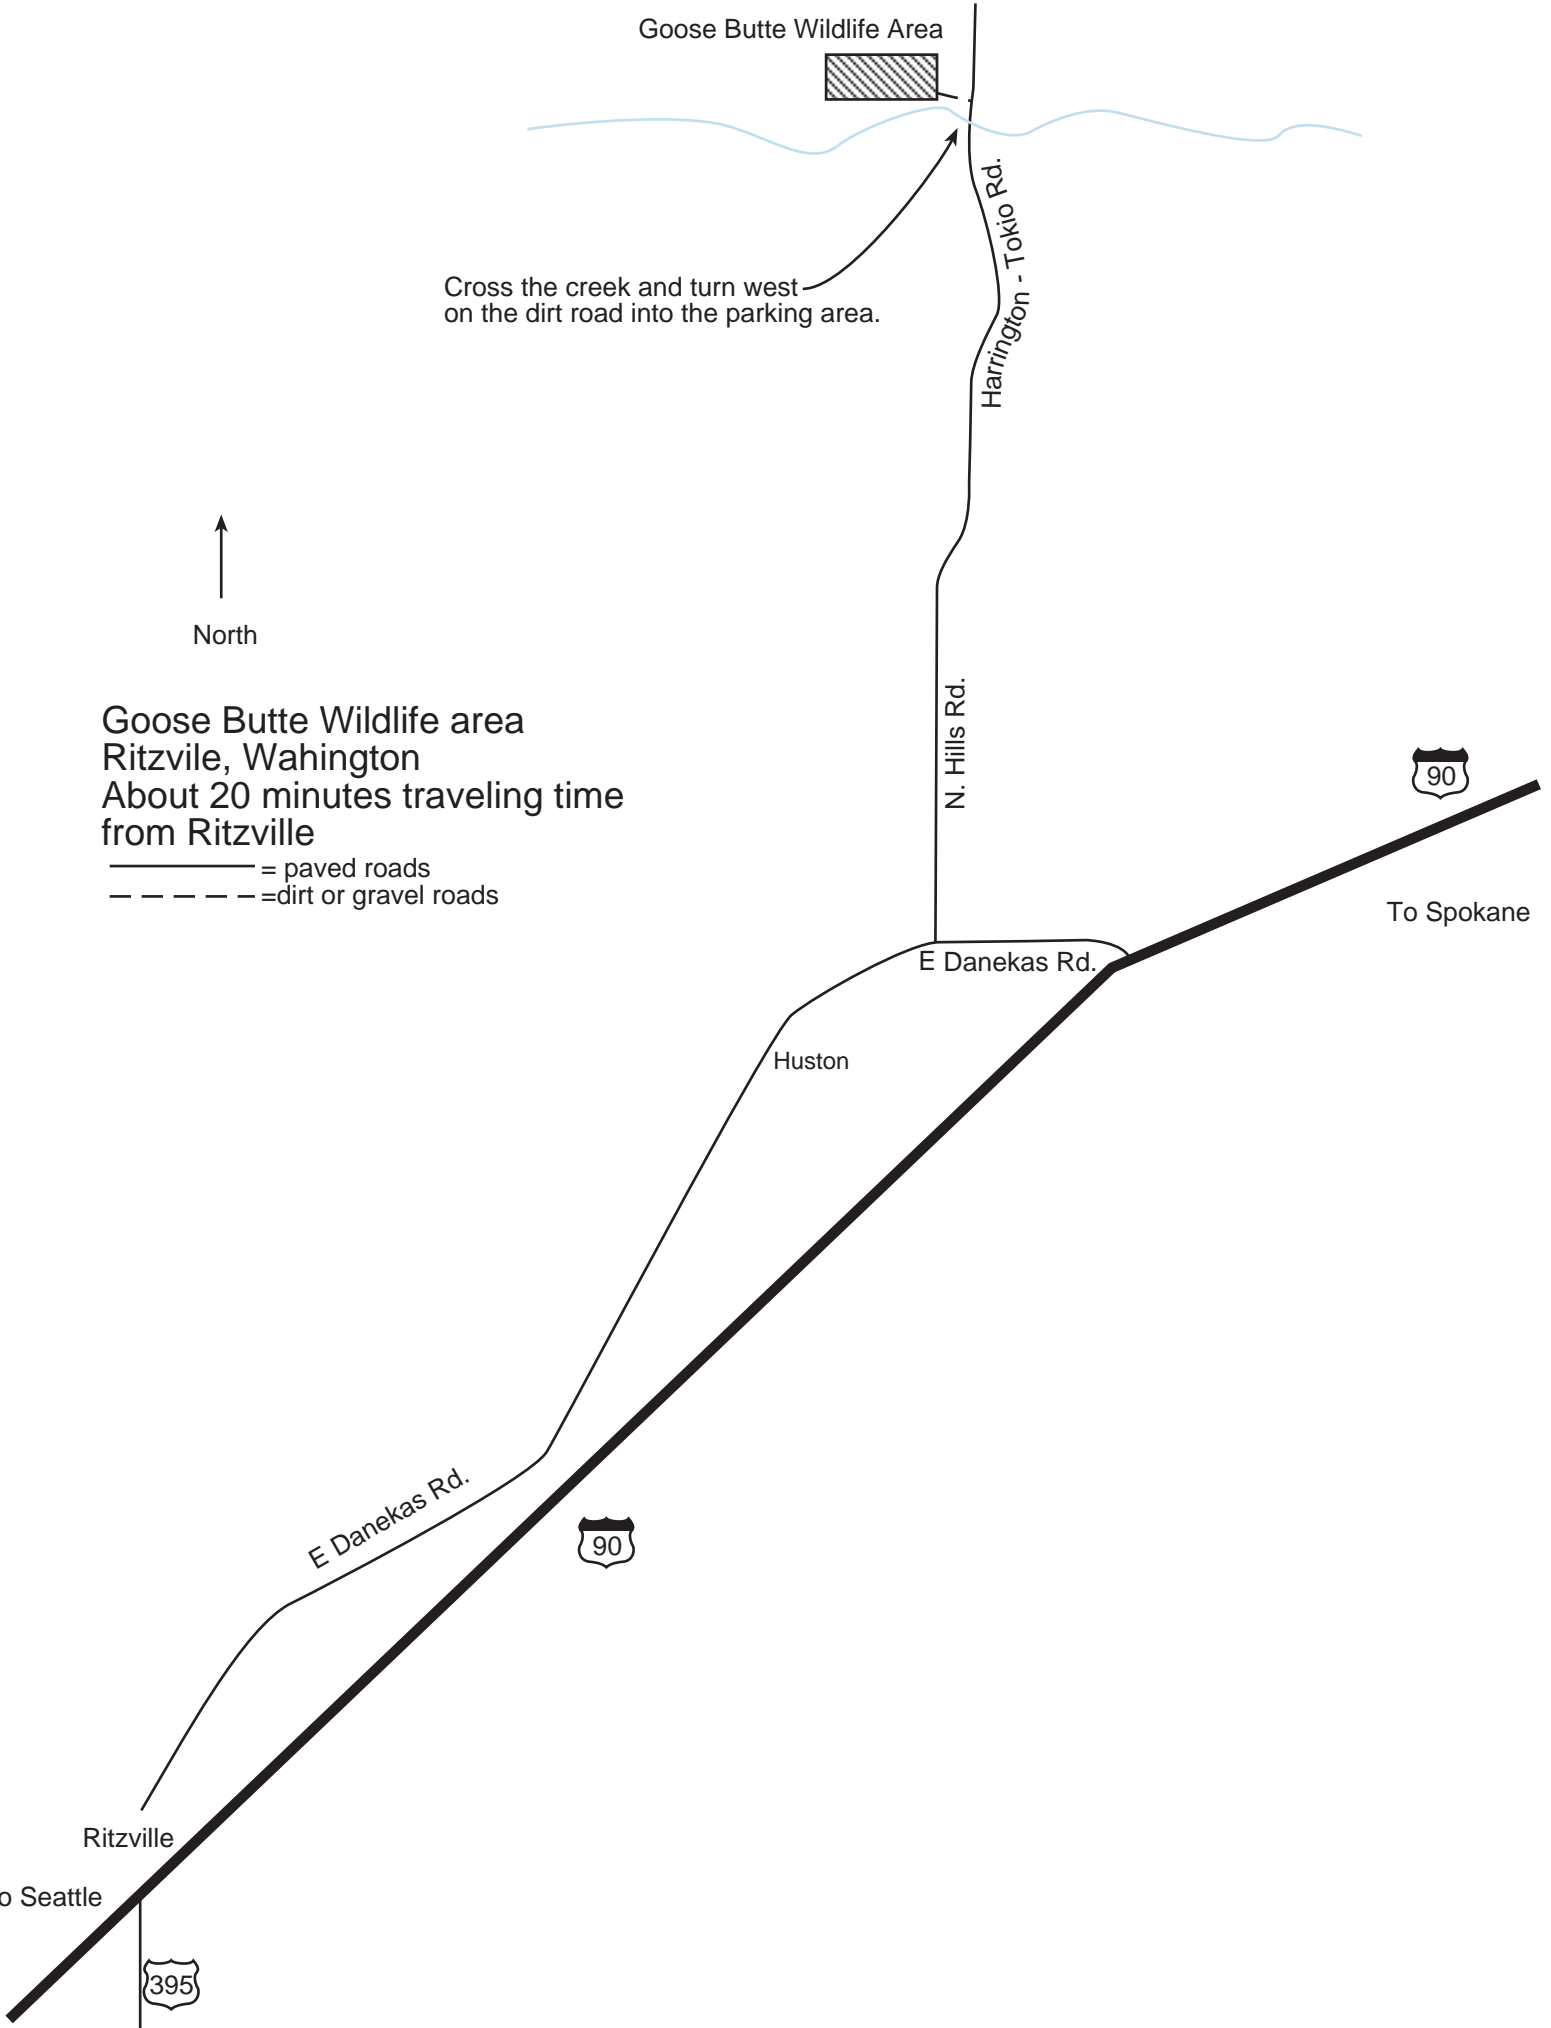 Goose Butte Wildlife Area
Harrington - Tokio Rd.
Cross the creek and turn west
on the dirt road into the parking area.
North
N. Hills Rd.
Goose Butte Wildlife area
Ritzvile, Wahington
About 20 minutes traveling time
from Ritzville
= paved roads
=dirt or gravel roads
90
To Spokane
E Danekas Rd.
Huston
E Danekas Rd.
90
Ritzville
o Seattle
395